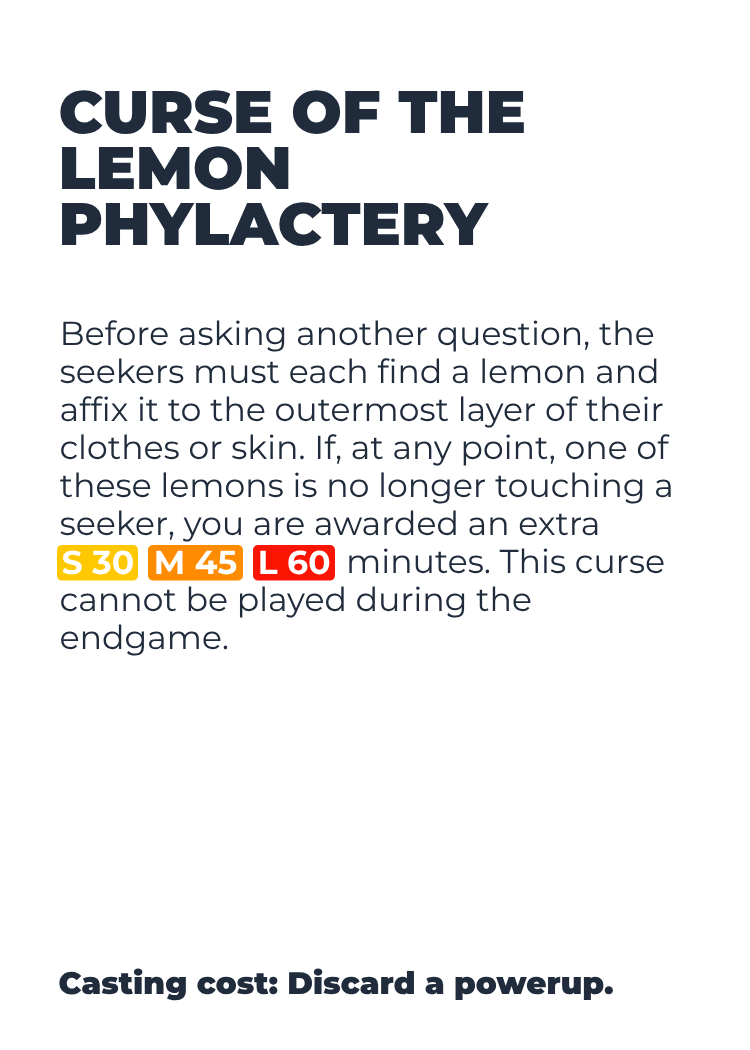 CURSE OF THE
LEMON
PHYLACTERY
Before asking another question, the
seekers must each find a lemon and
affix it to the outermost layer of their
clothes or skin. If, at any point, one of
these lemons is no longer touching a
seeker, you are awarded an extra
S 30 M 45 L 60 minutes. This curse
cannot be played during the
endgame.
Casting cost: Discard a powerup.